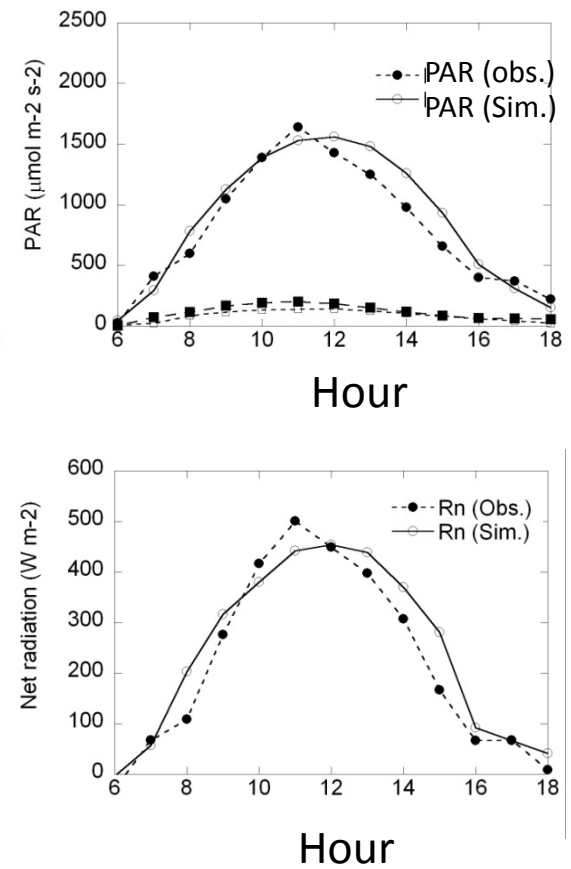 2500
2000
1500
1000
500
0
PAR (μmol m-2 s-2)
PAR (obs.)
PAR (Sim.)
6 8 10 12 14 16 18
Hour
600
500
400
300
200
100
0
Net radiation (W m-2)
Rn (Obs.)
Rn (Sim.)
6 8 10 12 14 16 18
Hour